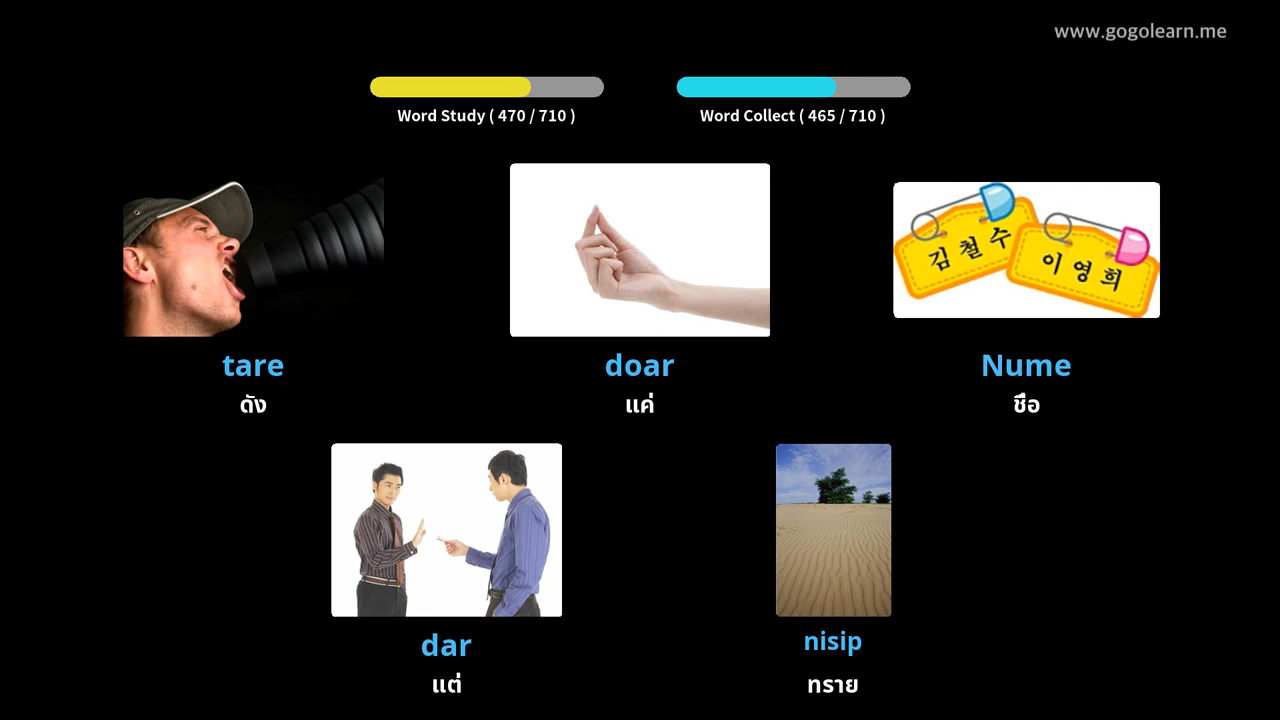 www.gogolearn.me
Word Study ( 470 / 710 )
Word Collect ( 465 / 710 )
김철수
이영희
tare
ดัง
doar
แค่
Nume
ชื่อ
dar
แต่
nisip
ทราย